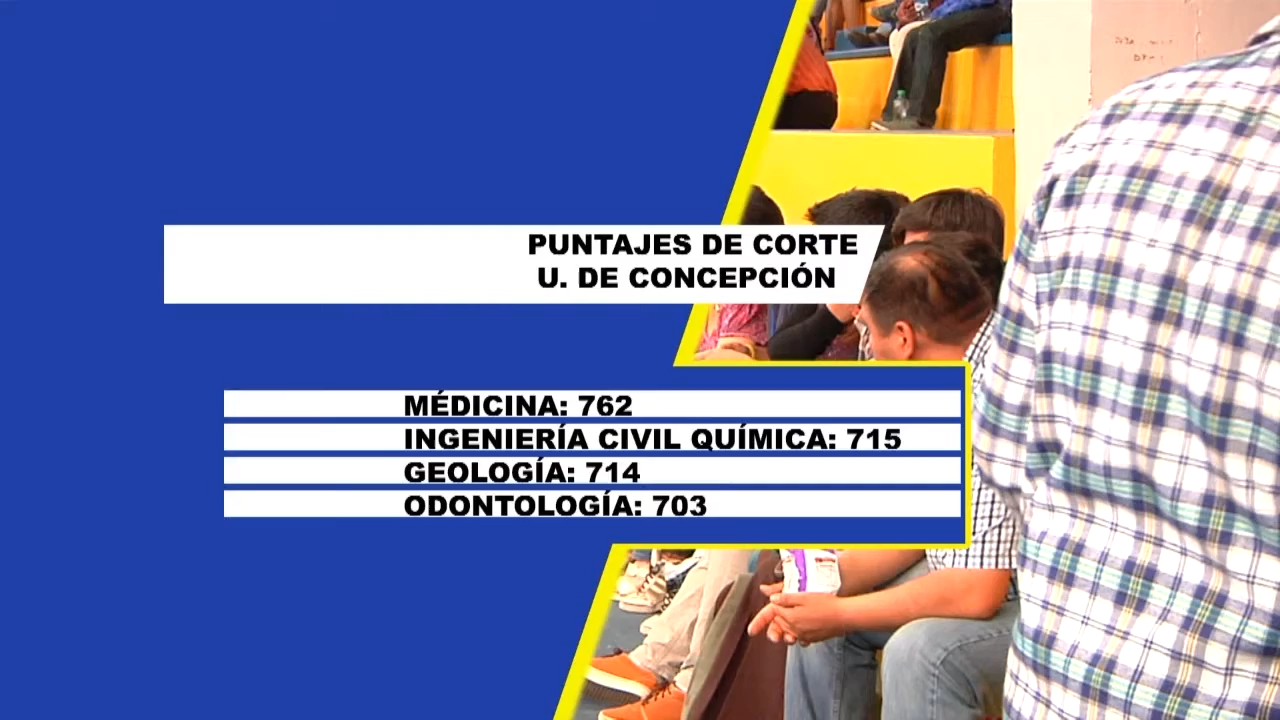 PUNTAJES DE CORTE
U. DE CONCEPCIÓN
MÉDICINA: 762
INGENIERÍA CIVIL QUÍMICA: 715
GEOLOGÍA: 714
ODONTOLOGÍA: 703